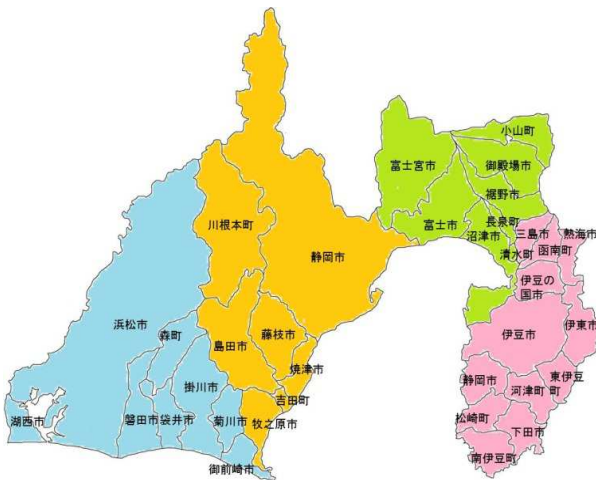 小山町
富士宮市
御殿場市
裾野市
川根本町
富士市
長泉町
沼津市
三島市
熱海市
静岡市
清水町
函南町
伊豆の
国市
浜松市
森町
藤枝市
伊豆市
伊東市
島田市
焼津市
掛川市
静岡市
東伊豆
町
河津町
吉田町
湖西市
磐田市
袋井市
菊川市
牧之原市
松崎町
下田市
御前崎市
南伊豆町